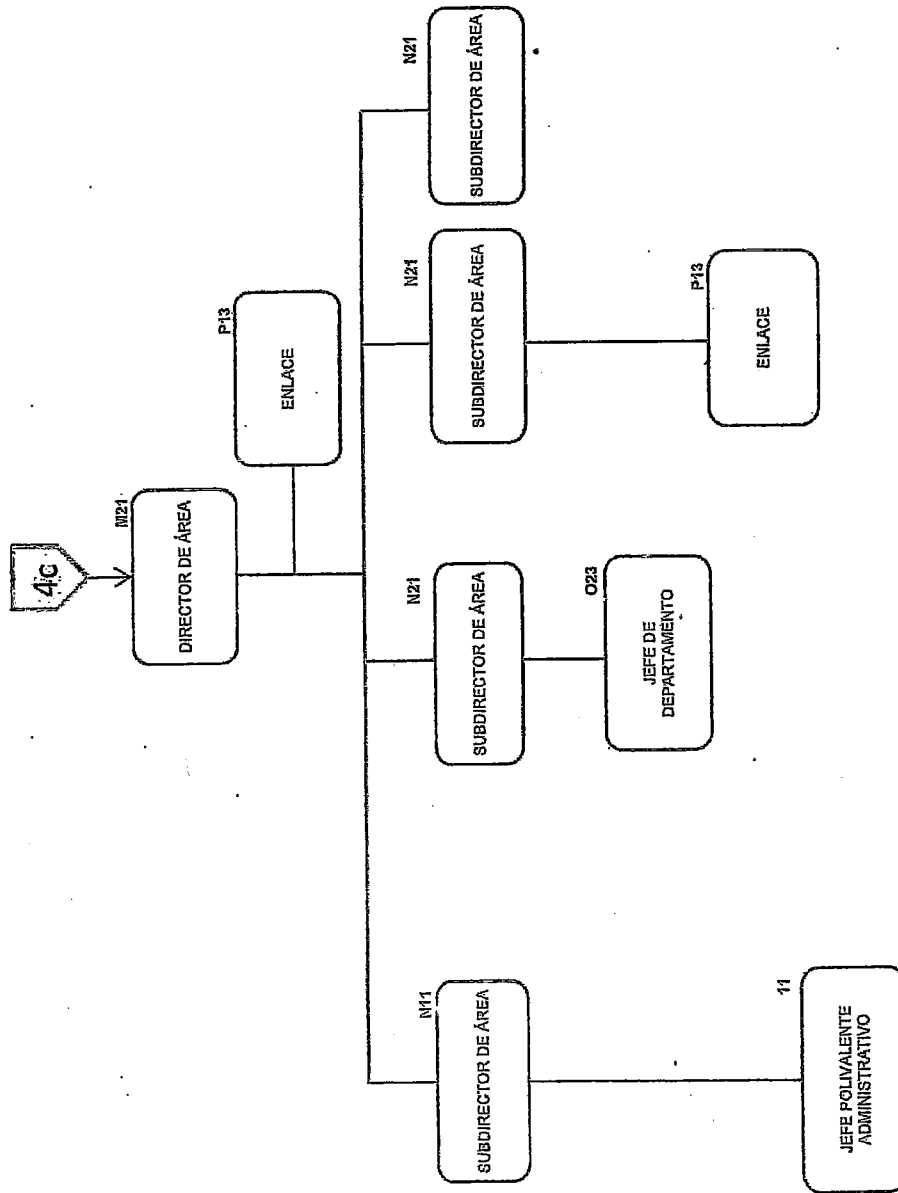 4C
M21
DIRECTOR DE ÁREA
P13
ENLACE
N11
SUBDIRECTOR DE ÁREA
N21
SUBDIRECTOR DE ÁREA
N21
SUBDIRECTOR DE ÁREA
N21
SUBDIRECTOR DE ÁREA
O23
JEFE DE
DEPARTAMENTO
P13
ENLACE
11
JEFE POLIVALENTE
ADMINISTRATIVO